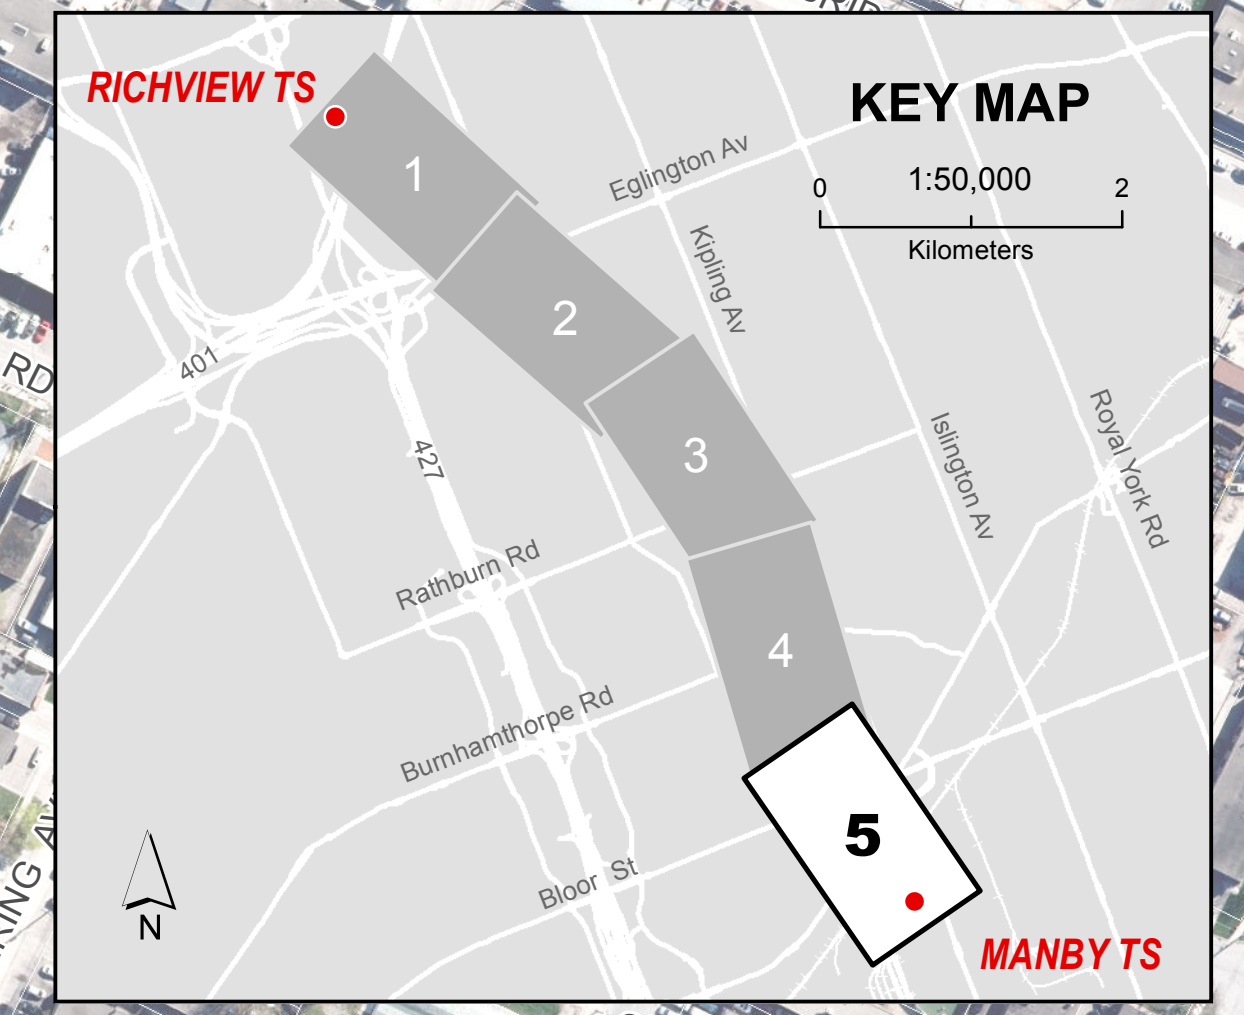 RICHVIEW TS
KEY MAP
1:50,000
0
2
Kilometers
1
Eglington Av
Kipling Av
2
401
RD
427
3
Islington Av
Royal York Rd
Rathburn Rd
4
Burnhamthorpe Rd
5
Bloor St
N
MANBY TS